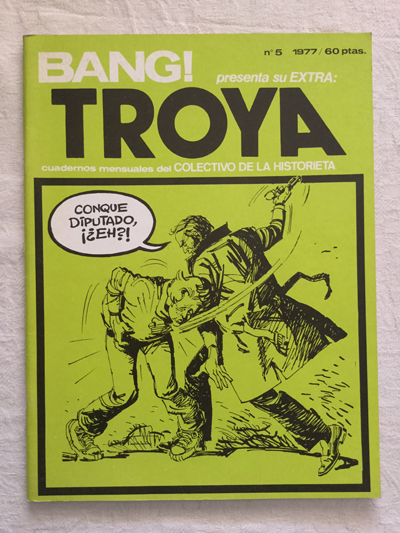 BANG!
nº 5 1977 / 60 ptas.
presenta su EXTRA:
TROYA
cuadernos mensuales del COLECTIVO DE LA HISTORIETA
CONQUE
DIPUTADO,
¡¿EH?!